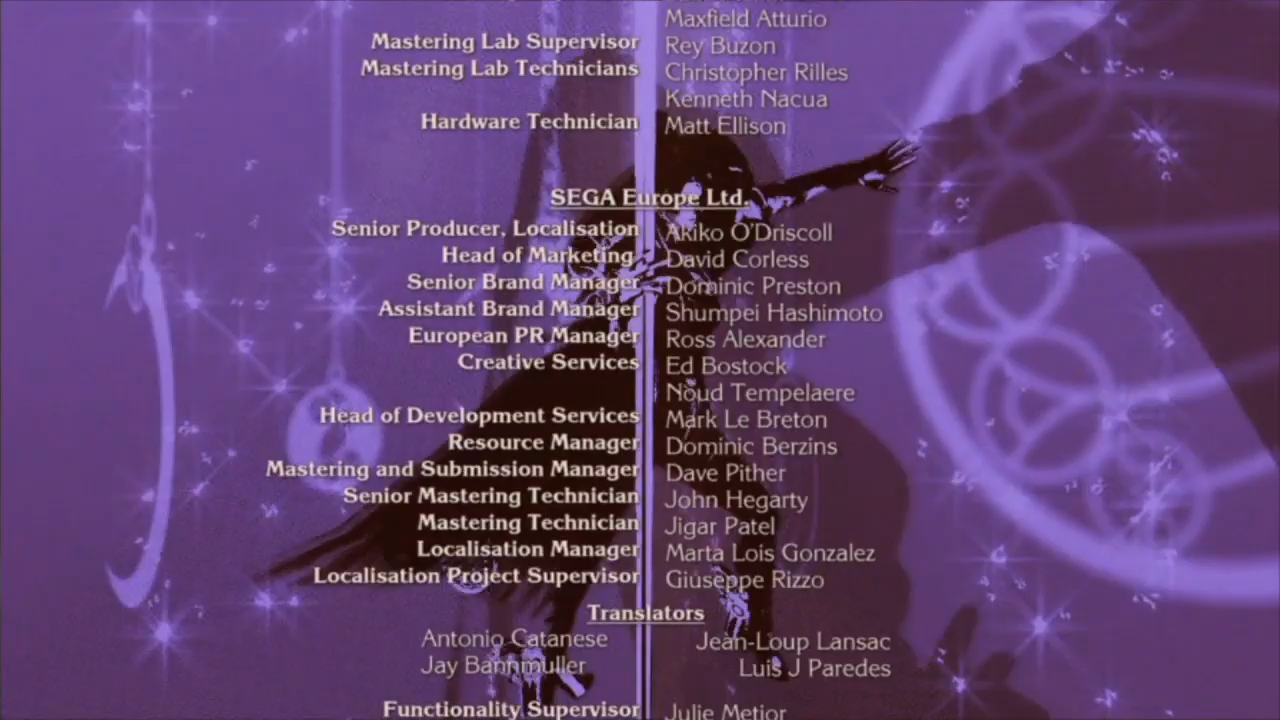 Maxfield Atturio
Mastering Lab Supervisor Rey Buzon
Mastering Lab Technicians Christopher Rilles
Kenneth Nacua
Hardware Technician Matt Ellison
SEGA Europe Ltd.
Senior Producer, Localisation Akiko O'Driscoll
Head of Marketing David Corless
Senior Brand Manager Dominic Preston
Assistant Brand Manager Shumpei Hashimoto
European PR Manager Ross Alexander
Creative Services Ed Bostock
Noud Tempelaere
Head of Development Services Mark Le Breton
Resource Manager Dominic Berzins
Mastering and Submission Manager Dave Pither
Senior Mastering Technician John Hegarty
Mastering Technician Jigar Patel
Localisation Manager Marta Lois Gonzalez
Localisation Project Supervisor Giuseppe Rizzo
Translators
Antonio Catanese Jean-Loup Lansac
Jay Bannmuller Luis J Paredes
Functionality Supervisor Julie Metior